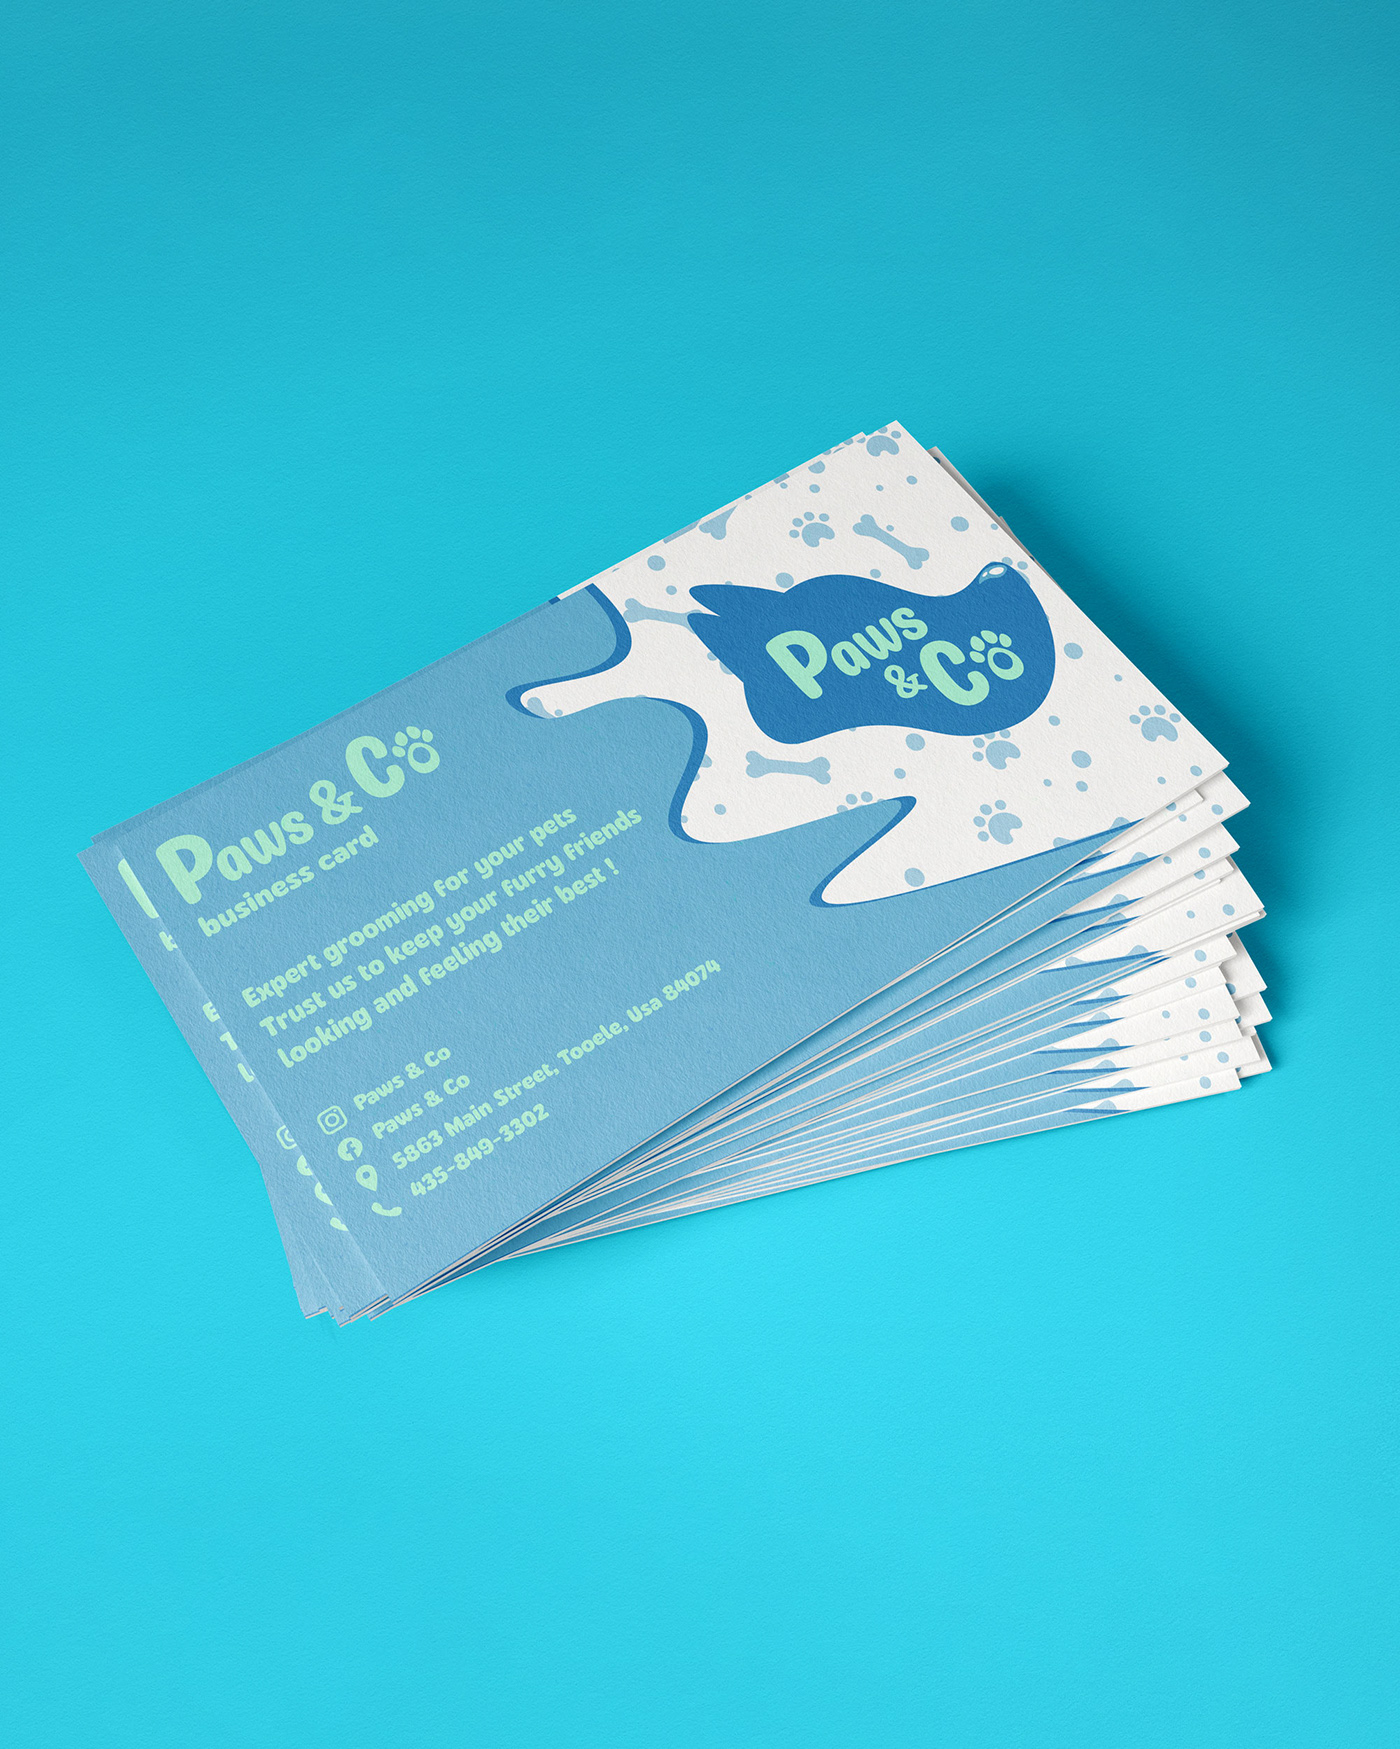 Paws & Co
business card
Expert grooming for your pets
Trust us to keep your furry friends
looking and feeling their best !
Paws & Co
Paws & Co
5863 Main Street, Tooele, Usa 84074
435-849-3302
Paws
& Co